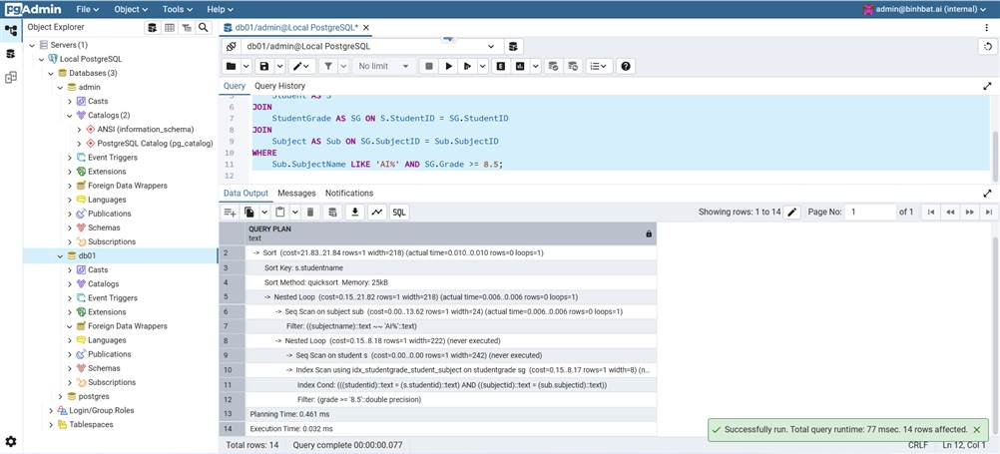 pgAdmin File Object Tools Help admin@binhbat.ai (internal)
Object Explorer
db01/admin@Local PostgreSQL*
Servers (1)
Local PostgreSQL
Databases (3)
admin
Casts
Catalogs (2)
ANSI (information_schema)
PostgreSQL Catalog (pg_catalog)
Event Triggers
Extensions
Foreign Data Wrappers
Languages
Publications
Schemas
Subscriptions
db01
Casts
Catalogs
Event Triggers
Extensions
Foreign Data Wrappers
Languages
Publications
Schemas
Subscriptions
postgres
Login/Group Roles
Tablespaces
db01/admin@Local PostgreSQL
No limit
E
Query Query History
5 Student AS S
6 JOIN
7 StudentGrade AS SG ON S.StudentID = SG.StudentID
8 JOIN
9 Subject AS Sub ON SG.SubjectID = Sub.SubjectID
10 WHERE
11 Sub.SubjectName LIKE 'AI%' AND SG.Grade >= 8.5;
12
Data Output Messages Notifications
SQL Showing rows: 1 to 14 Page No: 1 of 1
QUERY PLAN
text
2 -> Sort (cost=21.83..21.84 rows=1 width=218) (actual time=0.010..0.010 rows=0 loops=1)
3 Sort Key: s.studentname
4 Sort Method: quicksort Memory: 25kB
5 -> Nested Loop (cost=0.15..21.82 rows=1 width=218) (actual time=0.006..0.006 rows=0 loops=1)
6 -> Seq Scan on subject sub (cost=0.00..13.62 rows=1 width=24) (actual time=0.006..0.006 rows=0 loops=1)
7 Filter: ((subjectname)::text ~~ 'AI%'::text)
8 -> Nested Loop (cost=0.15..8.18 rows=1 width=222) (never executed)
9 -> Seq Scan on student s (cost=0.00..0.00 rows=1 width=242) (never executed)
10 -> Index Scan using idx_studentgrade_student_subject on studentgrade sg (cost=0.15..8.17 rows=1 width=8) (n...
11 Index Cond: (((studentid)::text = (s.studentid)::text) AND ((subjectid)::text = (sub.subjectid)::text))
12 Filter: (grade >= '8.5'::double precision)
13 Planning Time: 0.461 ms
14 Execution Time: 0.032 ms
Successfully run. Total query runtime: 77 msec. 14 rows affected.
Total rows: 14 Query complete 00:00:00.077 CRLF Ln 12, Col 1